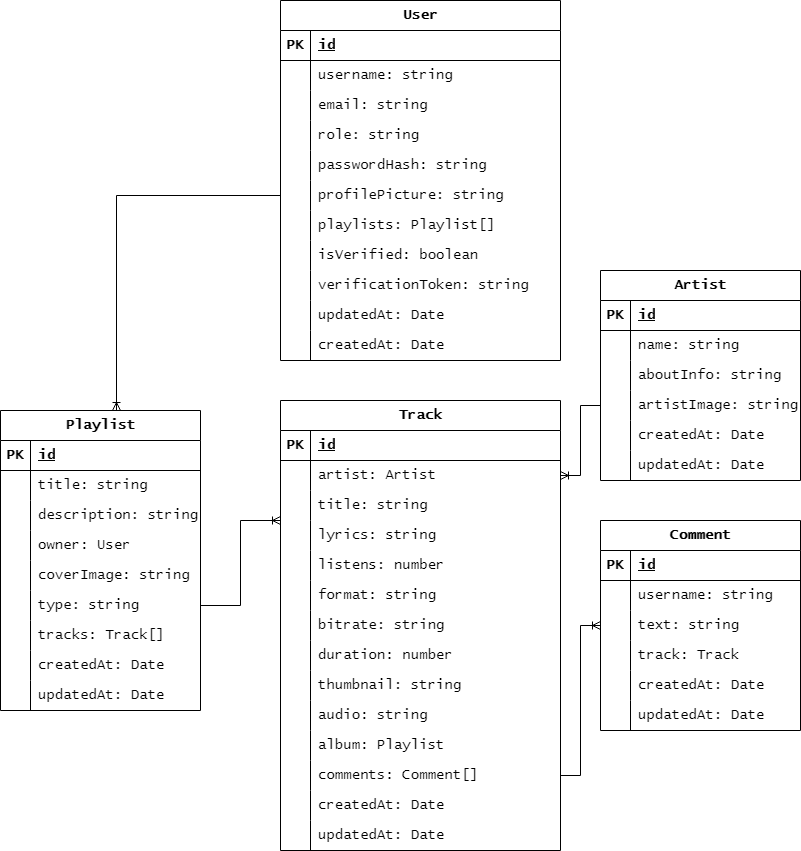 User
PK id
username: string
email: string
role: string
passwordHash: string
profilePicture: string
playlists: Playlist[]
isVerified: boolean
verificationToken: string
updatedAt: Date
createdAt: Date
Artist
PK id
name: string
aboutInfo: string
artistImage: string
createdAt: Date
updatedAt: Date
Playlist
PK id
title: string
description: string
owner: User
coverImage: string
type: string
tracks: Track[]
createdAt: Date
updatedAt: Date
Track
PK id
artist: Artist
title: string
lyrics: string
listens: number
format: string
bitrate: string
duration: number
thumbnail: string
audio: string
album: Playlist
comments: Comment[]
createdAt: Date
updatedAt: Date
Comment
PK id
username: string
text: string
track: Track
createdAt: Date
updatedAt: Date